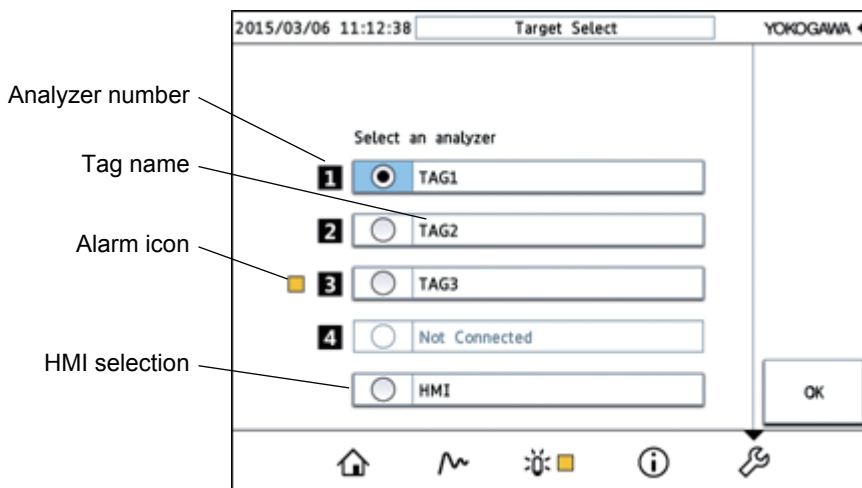 2015/03/06 11:12:38 Target Select YOKOGAWA
Analyzer number
Select an analyzer
Tag name
1 TAG1
2 TAG2
Alarm icon
3 TAG3
4 Not Connected
HMI selection
HMI
OK